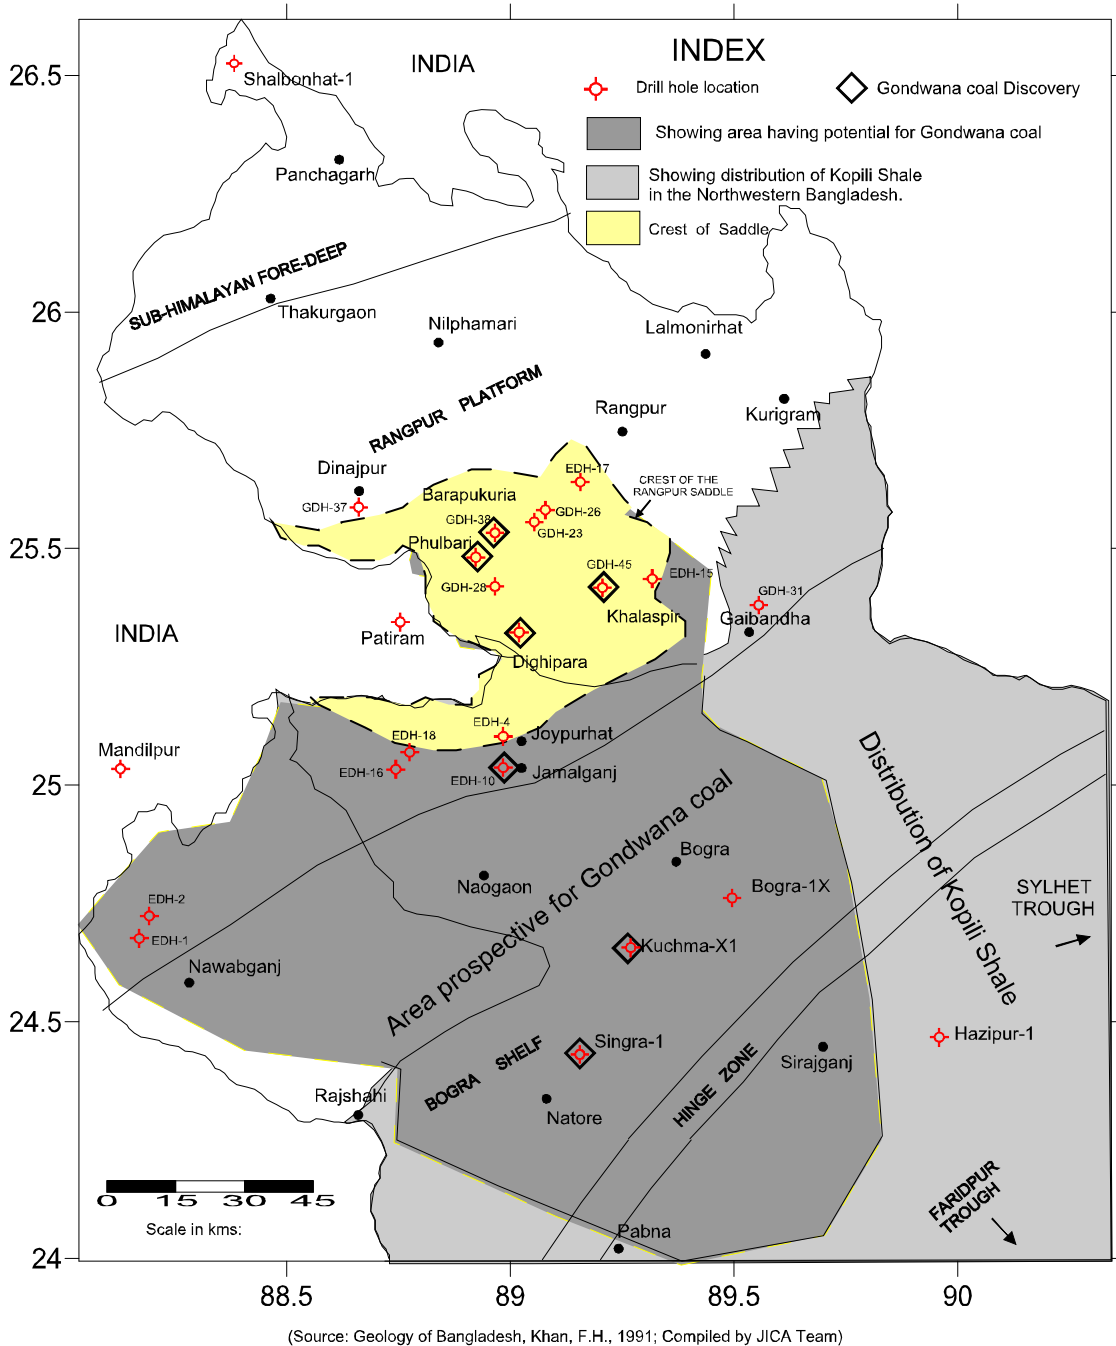 INDEX
INDIA
26.5
Shalbonhat-1
Drill hole location
Gondwana coal Discovery
Showing area having potential for Gondwana coal
Panchagarh
Showing distribution of Kopili Shale
in the Northwestern Bangladesh.
Crest of Saddle
SUB-HIMALAYAN FORE-DEEP
26
Thakurgaon
Nilphamari
Lalmonirhat
RANGPUR PLATFORM
Rangpur
Kurigram
Dinajpur
EDH-17
CREST OF THE
RANGPUR SADDLE
Barapukuria
GDH-37
GDH-38
GDH-26
GDH-23
25.5
Phulbari
GDH-45
EDH-15
GDH-28
GDH-31
Khalaspir
Gaibandha
INDIA
Patiram
Dighipara
EDH-4
EDH-18
Joypurhat
Mandilpur
EDH-16
EDH-10
Jamalganj
25
Distribution of Kopili Shale
Area prospective for Gondwana coal
Bogra
Naogaon
Bogra-1X
SYLHET
TROUGH
EDH-2
EDH-1
Kuchma-X1
Nawabganj
24.5
Singra-1
Hazipur-1
Sirajganj
BOGRA SHELF
HINGE ZONE
Rajshahi
Natore
FARIDPUR
TROUGH
0 15 30 45
Scale in kms:
Pabna
24
88.5 89 89.5 90
(Source: Geology of Bangladesh, Khan, F.H., 1991; Compiled by JICA Team)